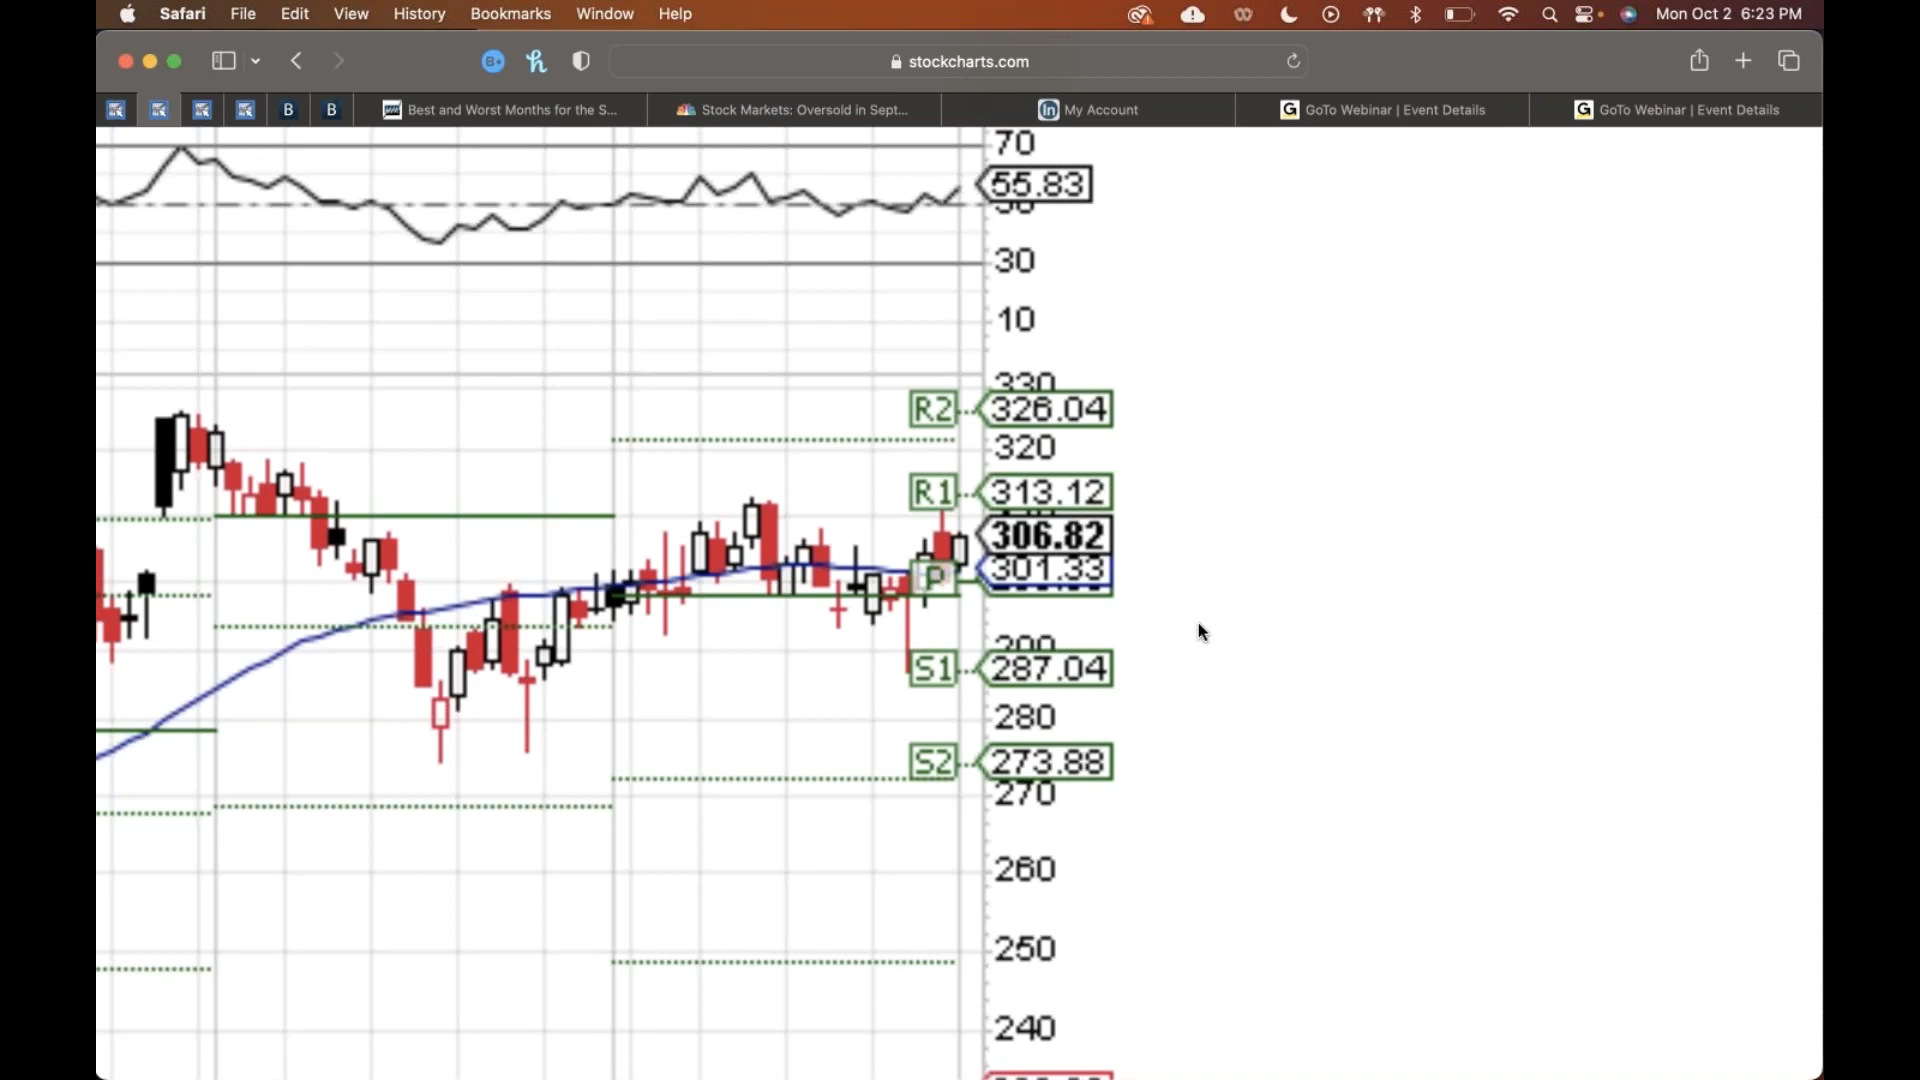 Safari File Edit View History Bookmarks Window Help Mon Oct 2 6:23 PM
stockcharts.com
B B Best and Worst Months for the S... Stock Markets: Oversold in Sept... My Account GoTo Webinar | Event Details GoTo Webinar | Event Details
70
55.83
30
10
330
R2 326.04
320
R1 313.12
306.82
301.33
P
S1 287.04
280
S2 273.88
270
260
250
240